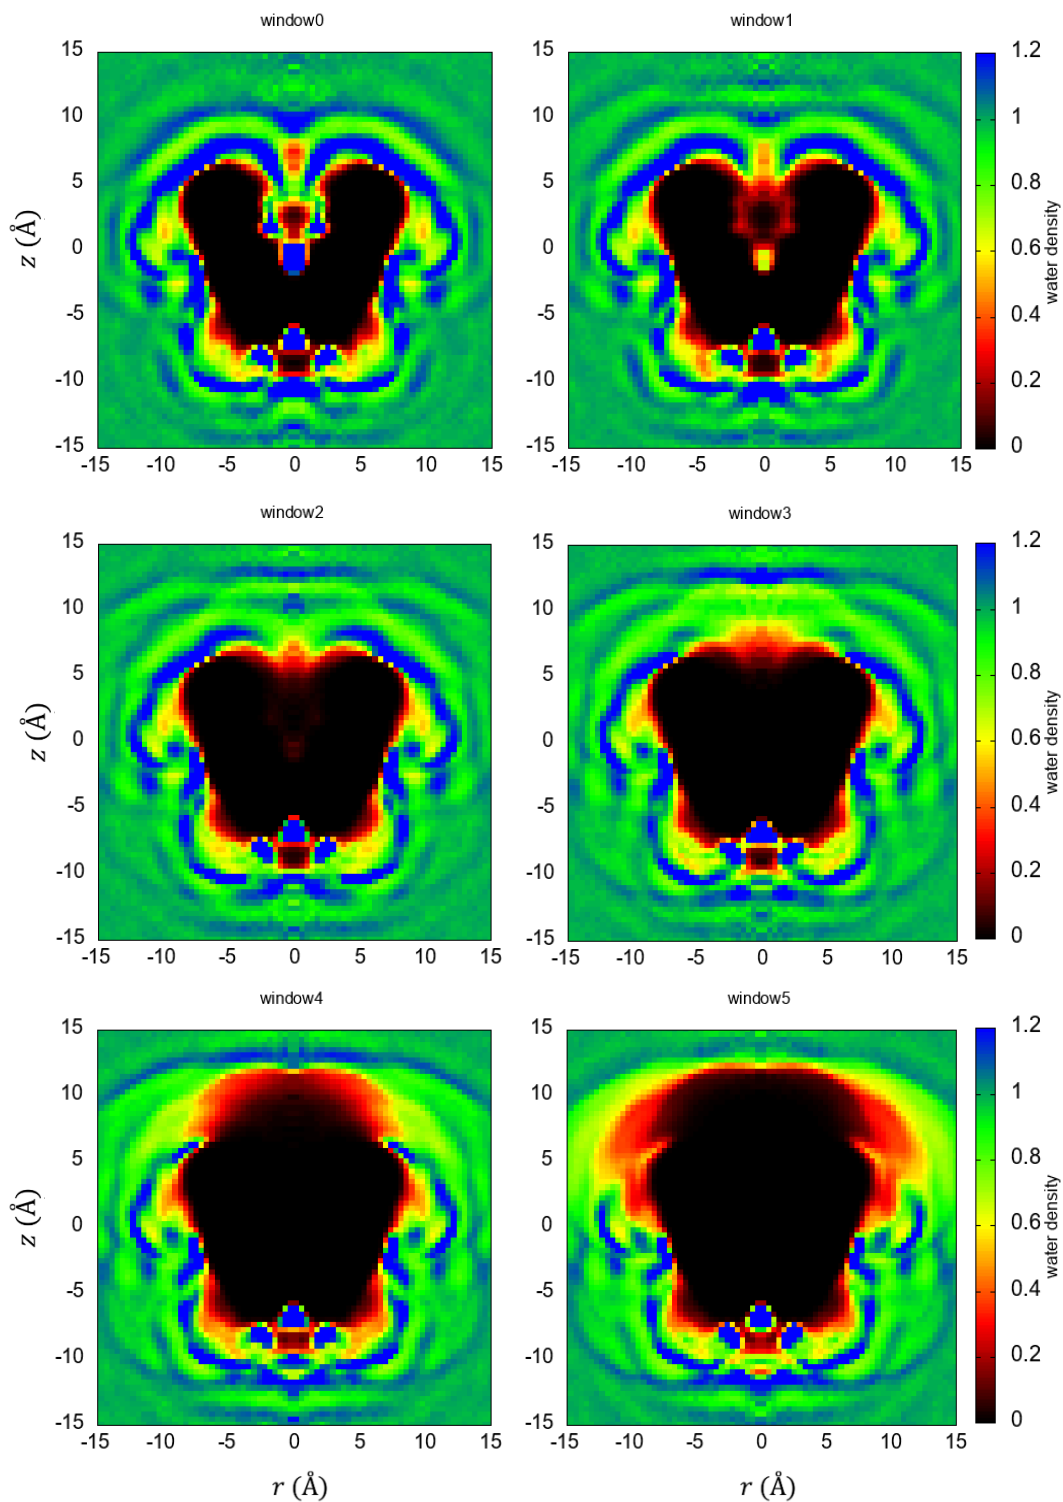 window0 window1
15 15 1.2
10 10 1
5 5 0.8
z (Å) 0 0 0.6 water density
-5 -5 0.4
-10 -10 0.2
-15 -15 0
-15 -10 -5 0 5 10 15 -15 -10 -5 0 5 10 15
window2 window3
15 15 1.2
10 10 1
5 5 0.8
z (Å) 0 0 0.6 water density
-5 -5 0.4
-10 -10 0.2
-15 -15 0
-15 -10 -5 0 5 10 15 -15 -10 -5 0 5 10 15
window4 window5
15 15 1.2
10 10 1
5 5 0.8
z (Å) 0 0 0.6 water density
-5 -5 0.4
-10 -10 0.2
-15 -15 0
-15 -10 -5 0 5 10 15 -15 -10 -5 0 5 10 15
r (Å) r (Å)